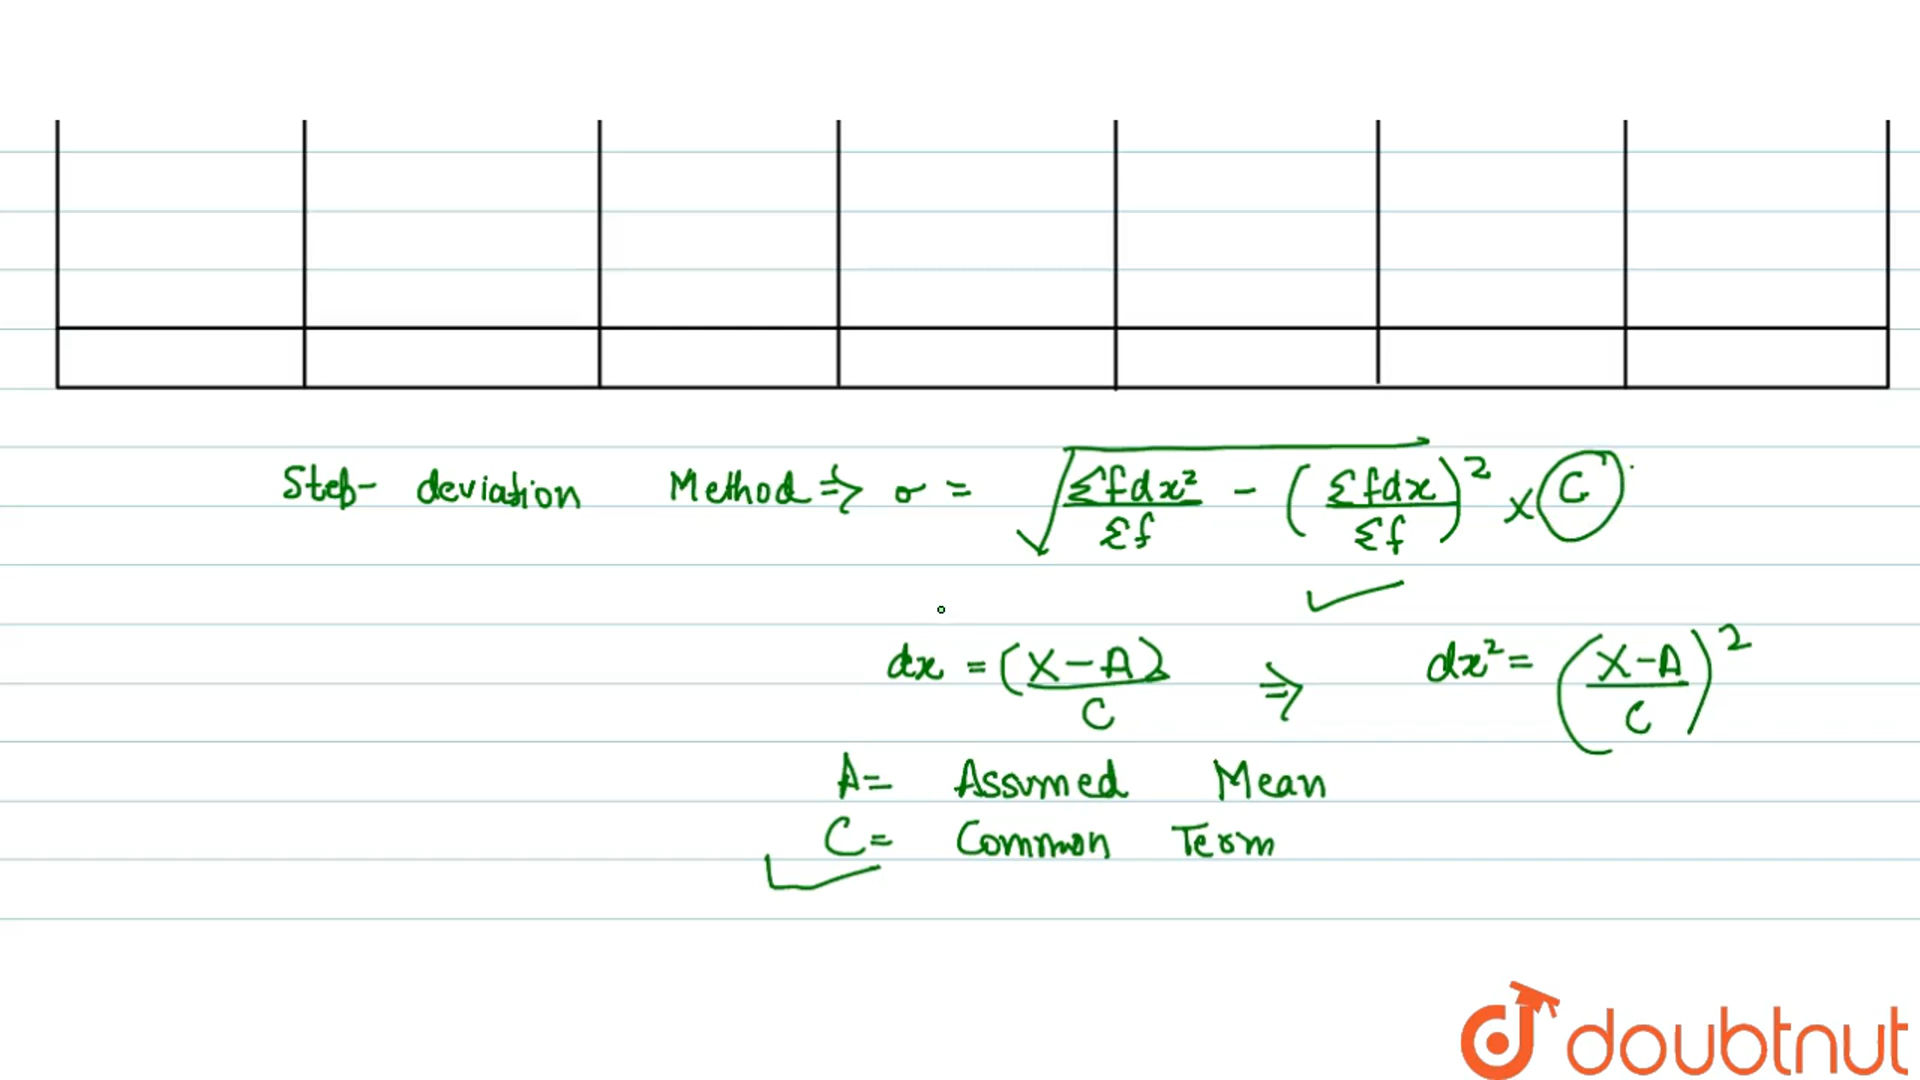 Step- deviation Method ⇒ σ = √(Σfdx²/Σf - (Σfdx/Σf)²) × C
dx = (X-A)/C ⇒ dx² = ((X-A)/C)²
A= Assumed Mean
C= Common Term
doubtnut